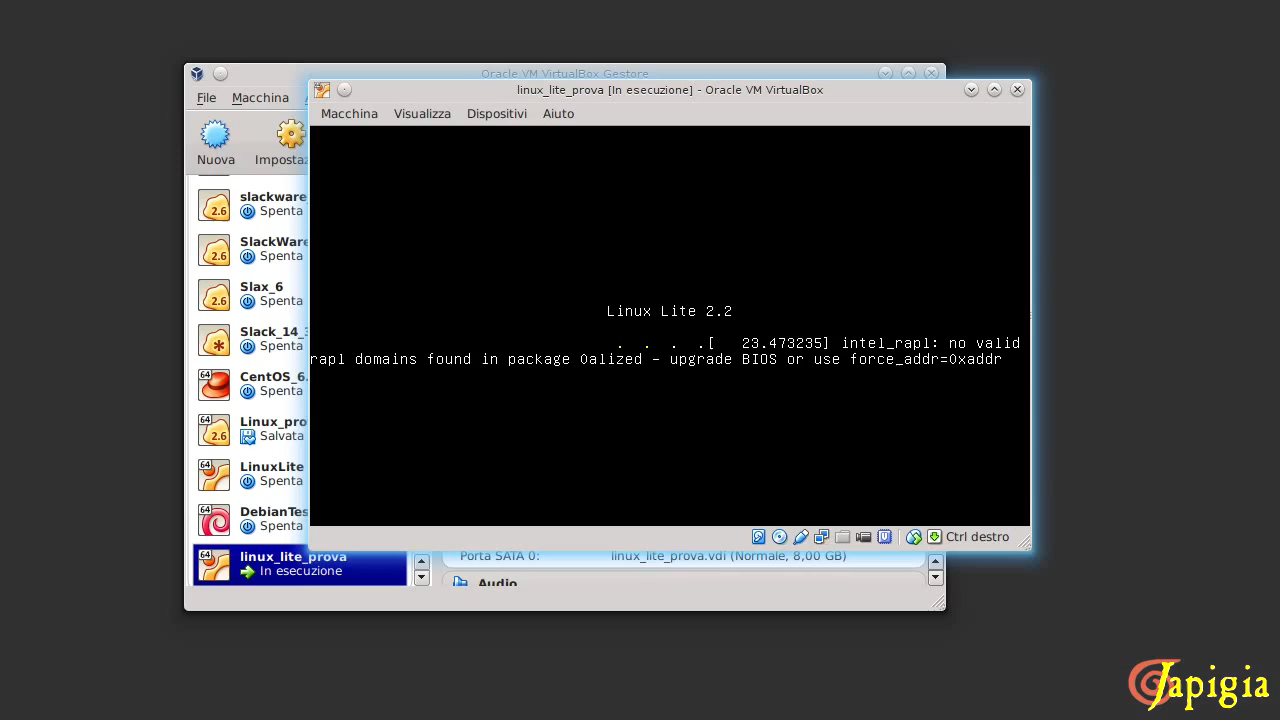 Oracle VM VirtualBox Gestore
File Macchina
Nuova
linux_lite_prova [In esecuzione] - Oracle VM VirtualBox
Macchina Visualizza Dispositivi Aiuto
slackware
Spenta
SlackWare
Spenta
Slax_6
Spenta
Slack_14_
Spenta
CentOS_6.
Spenta
Linux_pro
Salvata
LinuxLite
Spenta
DebianTes
Spenta
linux_lite_prova
In esecuzione
Linux Lite 2.2
. . . .[ 23.473235] intel_rapl: no valid
rapl domains found in package 0alized - upgrade BIOS or use force_addr=0xaddr
Ctrl destro
Porta SATA 0: linux_lite_prova.vdi (Normale, 8,00 GB)
Audio
Japigia